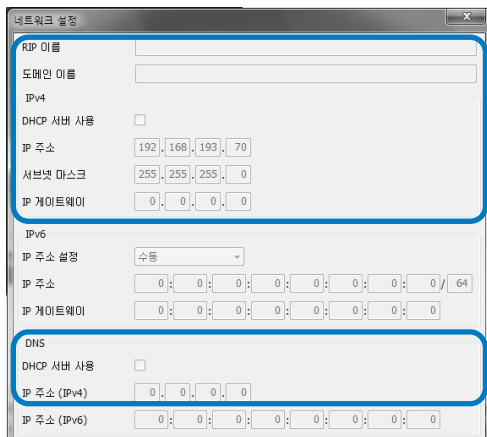 네트워크 설정
RIP 이름
도메인 이름
IPv4
DHCP 서버 사용
IP 주소 192 . 168 . 193 . 70
서브넷 마스크 255 . 255 . 255 . 0
IP 게이트웨이 0 . 0 . 0 . 0
IPv6
IP 주소 설정 수동
IP 주소 0 : 0 : 0 : 0 : 0 : 0 : 0 : 0 / 64
IP 게이트웨이 0 : 0 : 0 : 0 : 0 : 0 : 0 : 0
DNS
DHCP 서버 사용
IP 주소 (IPv4) 0 . 0 . 0 . 0
IP 주소 (IPv6) 0 : 0 : 0 : 0 : 0 : 0 : 0 : 0